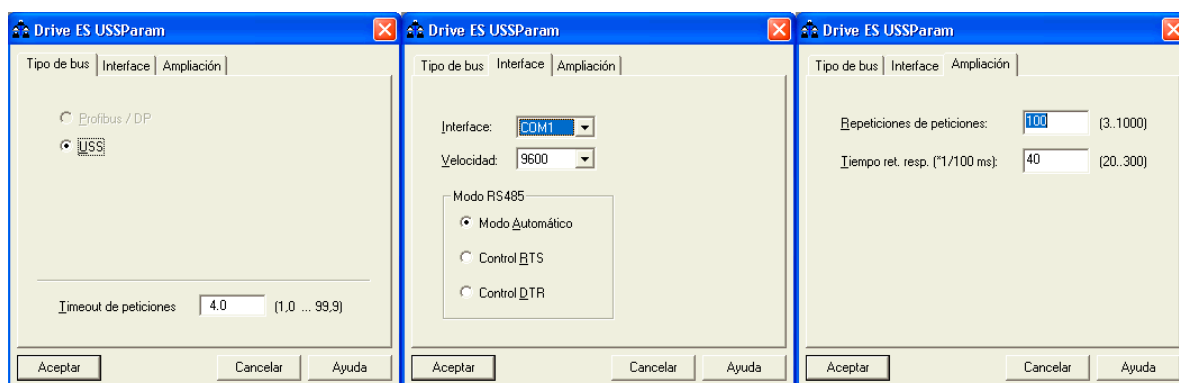 Drive ES USSParam
Tipo de bus Interface Ampliación
Profibus / DP
USS
Timeout de peticiones 4.0 (1,0 ... 99,9)
Aceptar Cancelar Ayuda
Drive ES USSParam
Tipo de bus Interface Ampliación
Interface: COM1
Velocidad: 9600
Modo RS485
Modo Automático
Control RTS
Control DTR
Aceptar Cancelar Ayuda
Drive ES USSParam
Tipo de bus Interface Ampliación
Repeticiones de peticiones: 100 (3..1000)
Tiempo ret. resp. (*1/100 ms): 40 (20..300)
Aceptar Cancelar Ayuda